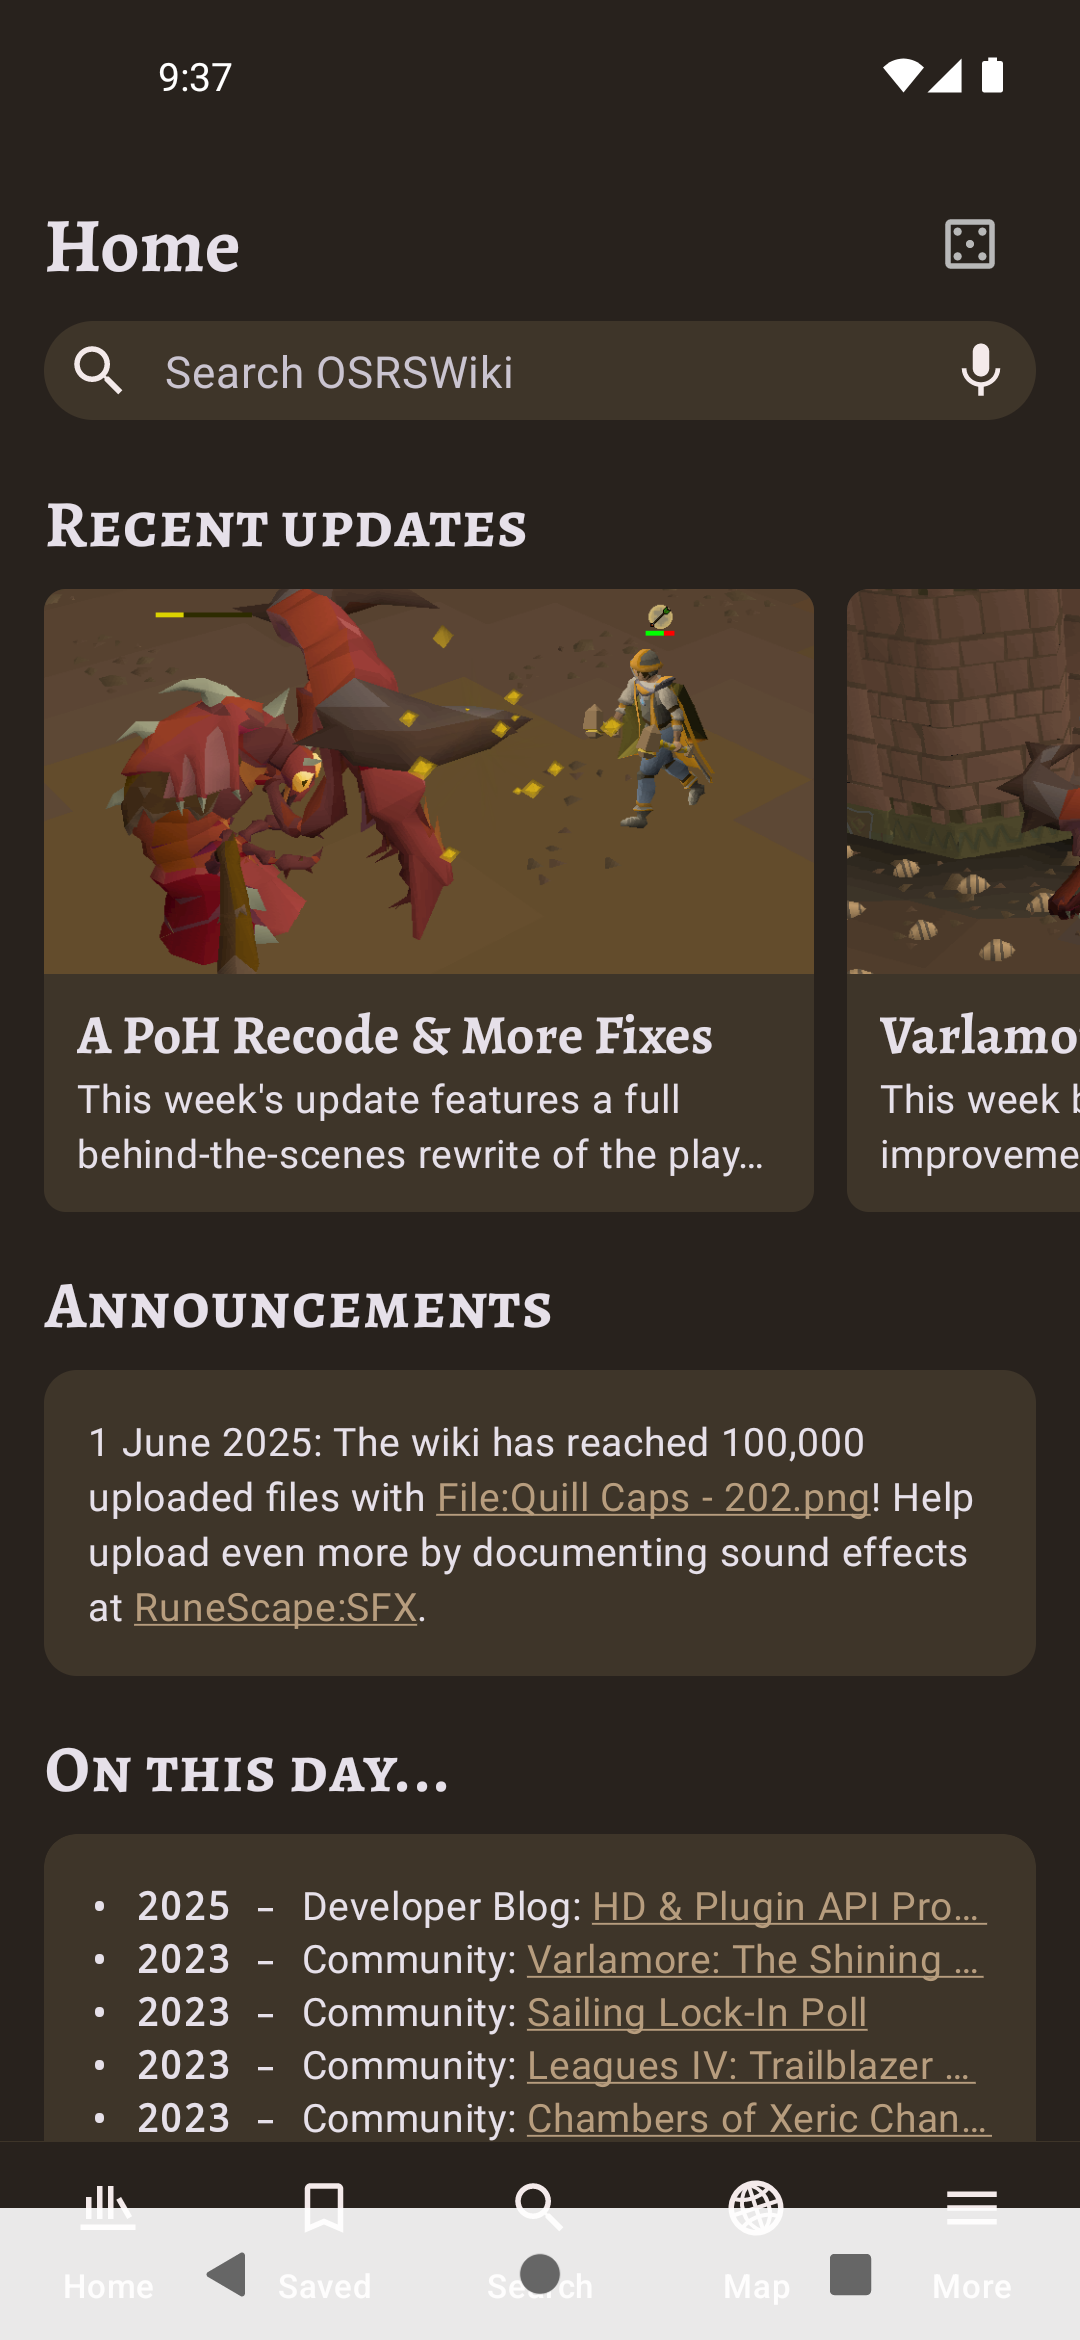 9:37
Home
Search OSRSWiki
Recent updates
A PoH Recode & More Fixes
This week's update features a full
behind-the-scenes rewrite of the play…
Varlamo
This week b
improveme
Announcements
1 June 2025: The wiki has reached 100,000
uploaded files with File:Quill Caps - 202.png! Help
upload even more by documenting sound effects
at RuneScape:SFX.
On this day...
• 2025 – Developer Blog: HD & Plugin API Pro…
• 2023 – Community: Varlamore: The Shining …
• 2023 – Community: Sailing Lock-In Poll
• 2023 – Community: Leagues IV: Trailblazer …
• 2023 – Community: Chambers of Xeric Chan…
Home Saved Search Map More